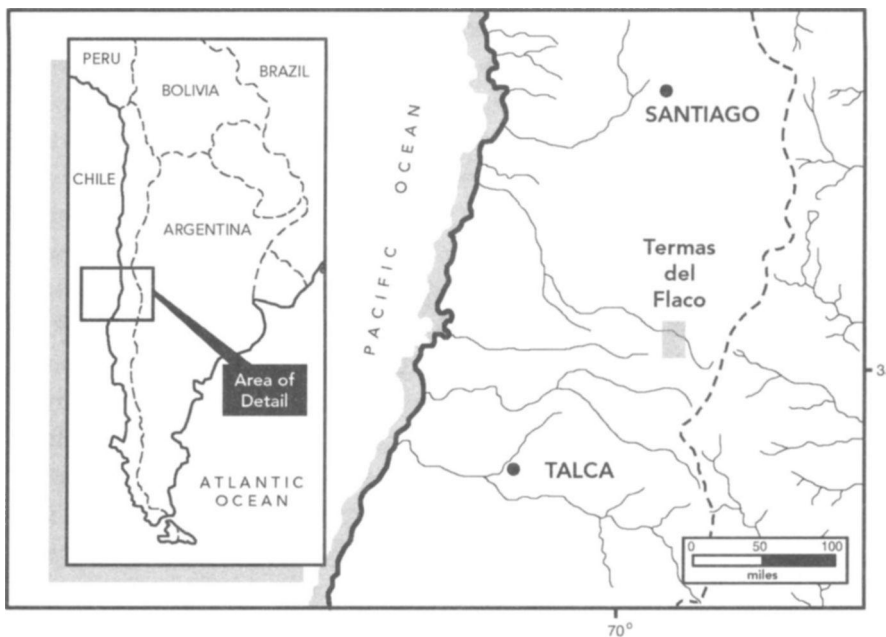 PERU
BOLIVIA
BRAZIL
CHILE
ARGENTINA
Area of
Detail
ATLANTIC
OCEAN
PACIFIC OCEAN
SANTIAGO
Termas
del
Flaco
TALCA
0 50 100
miles
70°